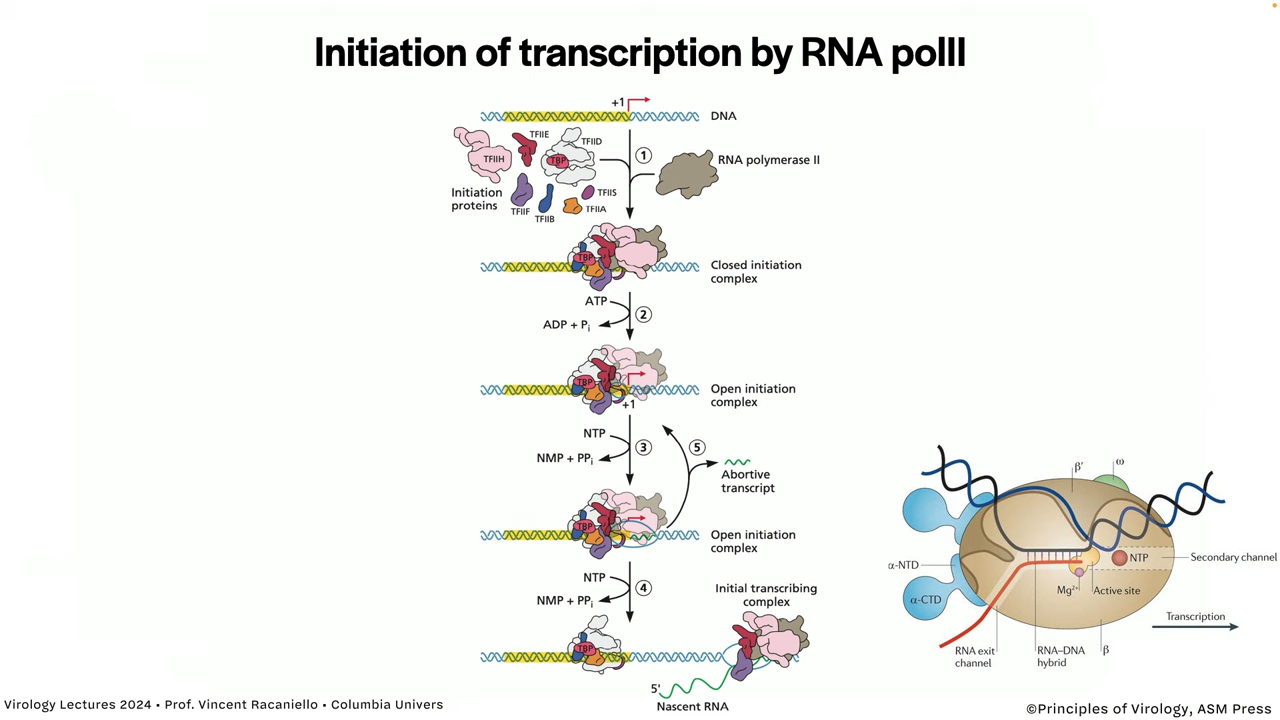 Initiation of transcription by RNA polII
+1
DNA
TFIIH
TFIIE
TFIID
TBP
1
RNA polymerase II
Initiation
proteins
TFIIF
TFIIB
TFIIS
TFIIA
TBP
Closed initiation
complex
ATP
2
ADP + Pi
TBP
+1
Open initiation
complex
NTP
3
NMP + PPi
5
Abortive
transcript
TBP
Open initiation
complex
NTP
4
NMP + PPi
Initial transcribing
complex
TBP
5'
Nascent RNA
β'
ω
α-NTD
α-CTD
NTP
Secondary channel
Mg2+
Active site
Transcription
RNA exit
channel
RNA–DNA
hybrid
β
Virology Lectures 2024 • Prof. Vincent Racaniello • Columbia Univers
©Principles of Virology, ASM Press